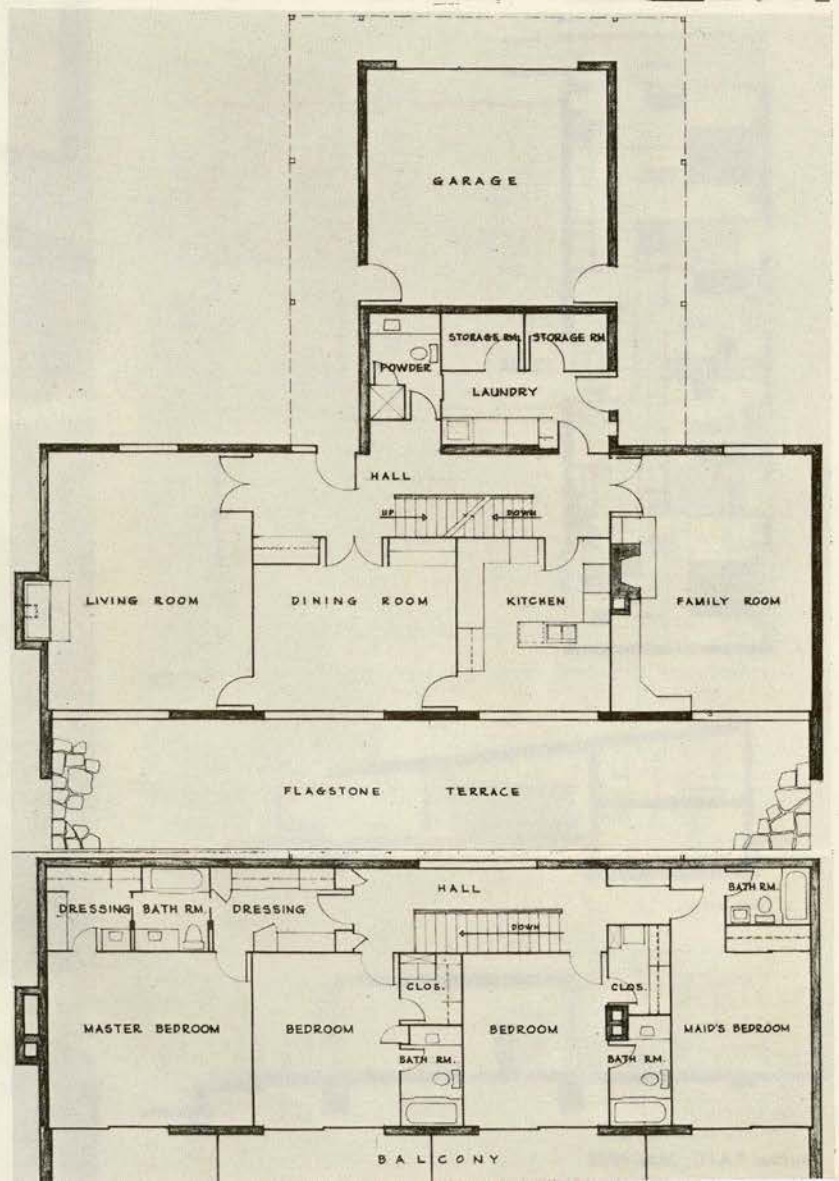 GARAGE
STORAGE RM. STORAGE RM.
POWDER
LAUNDRY
HALL
UP DOWN
LIVING ROOM DINING ROOM KITCHEN FAMILY ROOM
FLAGSTONE TERRACE
HALL
BATH RM.
DRESSING BATH RM. DRESSING
DOWN
CLOS. CLOS.
MASTER BEDROOM BEDROOM BEDROOM MAID'S BEDROOM
BATH RM. BATH RM.
BALCONY